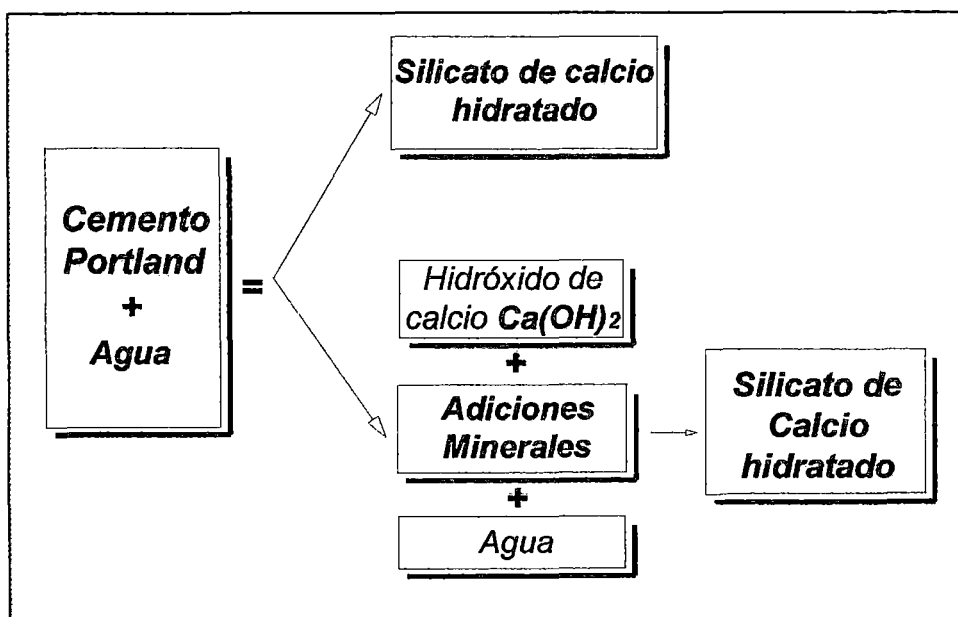 Silicato de calcio
hidratado
Cemento
Portland
+
Agua
=
Hidróxido de
calcio Ca(OH)2
+
Adiciones
Minerales
+
Agua
Silicato de
Calcio
hidratado